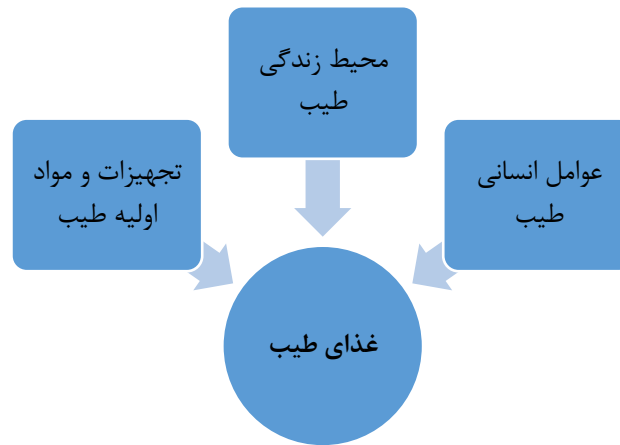 محیط زندگی
طیب
عوامل انسانی
طیب
تجهیزات و مواد
اولیه طیب
غذای طیب